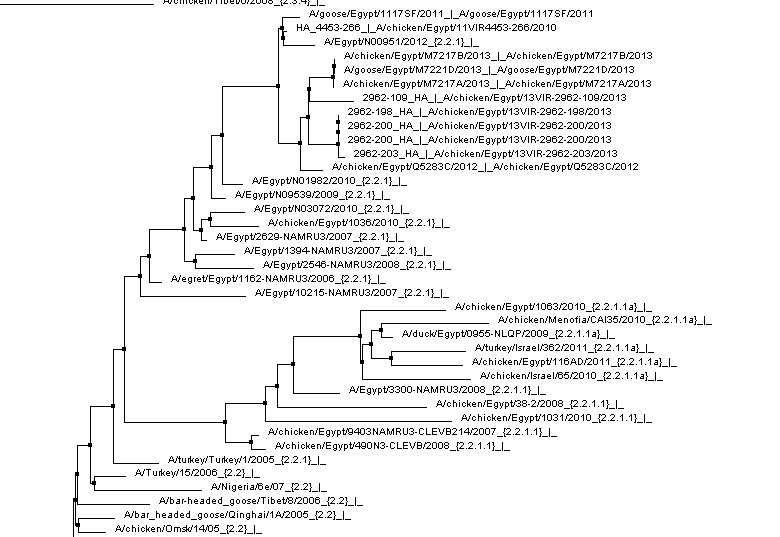 A/chicken/Tibet/6/2008_{2.3.4}_|_
A/goose/Egypt/1117SF/2011_|_A/goose/Egypt/1117SF/2011
HA_4453-266_|_A/chicken/Egypt/11VIR4453-266/2010
A/Egypt/N00951/2012_{2.2.1}_|_
A/chicken/Egypt/M7217B/2013_|_A/chicken/Egypt/M7217B/2013
A/goose/Egypt/M7221D/2013_|_A/goose/Egypt/M7221D/2013
A/chicken/Egypt/M7217A/2013_|_A/chicken/Egypt/M7217A/2013
2962-109_HA_|_A/chicken/Egypt/13VIR-2962-109/2013
2962-198_HA_|_A/chicken/Egypt/13VIR-2962-198/2013
2962-200_HA_|_A/chicken/Egypt/13VIR-2962-200/2013
2962-200_HA_|_A/chicken/Egypt/13VIR-2962-200/2013
2962-203_HA_|_A/chicken/Egypt/13VIR-2962-203/2013
A/chicken/Egypt/Q5283C/2012_|_A/chicken/Egypt/Q5283C/2012
A/Egypt/N01982/2010_{2.2.1}_|_
A/Egypt/N09539/2009_{2.2.1}_|_
A/Egypt/N03072/2010_{2.2.1}_|_
A/chicken/Egypt/1036/2010_{2.2.1}_|_
A/Egypt/2629-NAMRU3/2007_{2.2.1}_|_
A/Egypt/1394-NAMRU3/2007_{2.2.1}_|_
A/Egypt/2546-NAMRU3/2008_{2.2.1}_|_
A/egret/Egypt/1162-NAMRU3/2006_{2.2.1}_|_
A/Egypt/10215-NAMRU3/2007_{2.2.1}_|_
A/chicken/Egypt/1063/2010_{2.2.1.1a}_|_
A/chicken/Menofia/CAI35/2010_{2.2.1.1a}_|_
A/duck/Egypt/0955-NLQP/2009_{2.2.1.1a}_|_
A/turkey/Israel/362/2011_{2.2.1.1a}_|_
A/chicken/Egypt/116AD/2011_{2.2.1.1a}_|_
A/chicken/Israel/65/2010_{2.2.1.1a}_|_
A/Egypt/3300-NAMRU3/2008_{2.2.1.1}_|_
A/chicken/Egypt/38-2/2008_{2.2.1.1}_|_
A/chicken/Egypt/1031/2010_{2.2.1.1}_|_
A/chicken/Egypt/9403NAMRU3-CLEVB214/2007_{2.2.1.1}_|_
A/chicken/Egypt/490N3-CLEVB/2008_{2.2.1.1}_|_
A/turkey/Turkey/1/2005_{2.2.1}_|_
A/Turkey/15/2006_{2.2}_|_
A/Nigeria/6e/07_{2.2}_|_
A/bar-headed_goose/Tibet/8/2006_{2.2}_|_
A/bar_headed_goose/Qinghai/1A/2005_{2.2}_|_
A/chicken/Omsk/14/05_{2.2}_|_